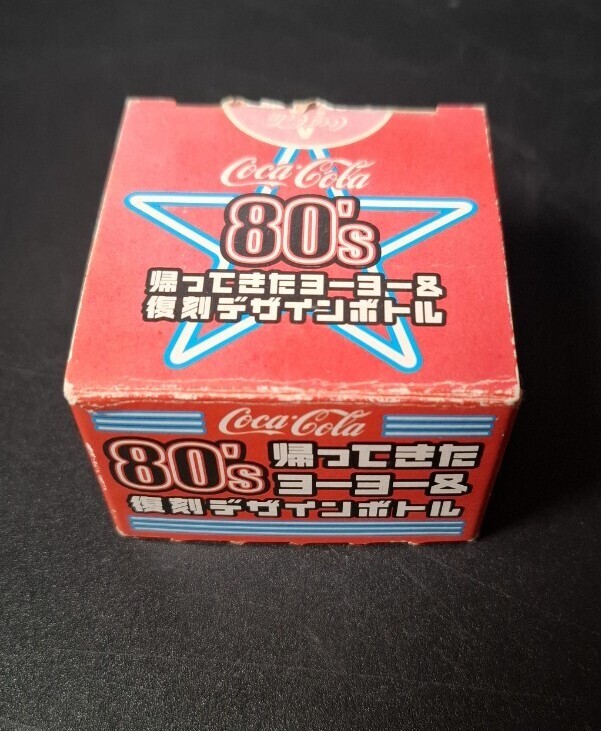 Coca-Cola
Coca-Cola
80's
帰ってきたヨーヨー&
復刻デザインボトル
Coca-Cola
80's 帰ってきた
ヨーヨー&
復刻デザインボトル